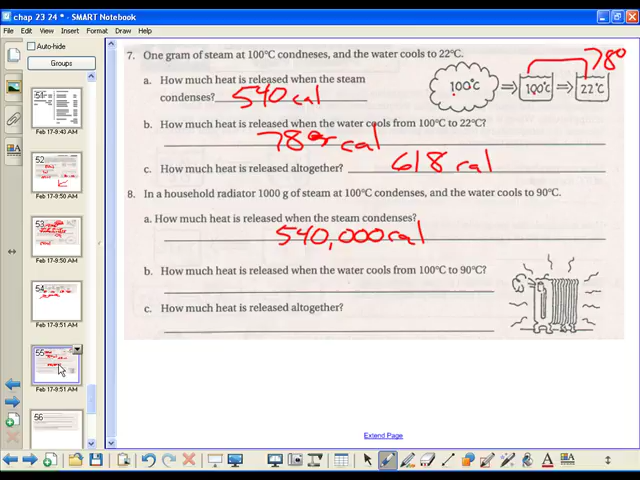 chap 23 24 * - SMART Notebook
File Edit View Insert Format Draw Help
Auto-hide
Groups
51
Feb 17-9:43 AM
52
Feb 17-9:50 AM
53
Feb 17-9:50 AM
54
Feb 17-9:51 AM
55
Feb 17-9:51 AM
56
7. One gram of steam at 100°C condneses, and the water cools to 22°C.
78°
a. How much heat is released when the steam
condenses? 540 cal
100°C 100°C 22°C
b. How much heat is released when the water cools from 100°C to 22°C?
78 cal
c. How much heat is released altogether? 618 cal
8. In a household radiator 1000 g of steam at 100°C condenses, and the water cools to 90°C.
a. How much heat is released when the steam condenses?
540,000 cal
b. How much heat is released when the water cools from 100°C to 90°C?
c. How much heat is released altogether?
Extend Page